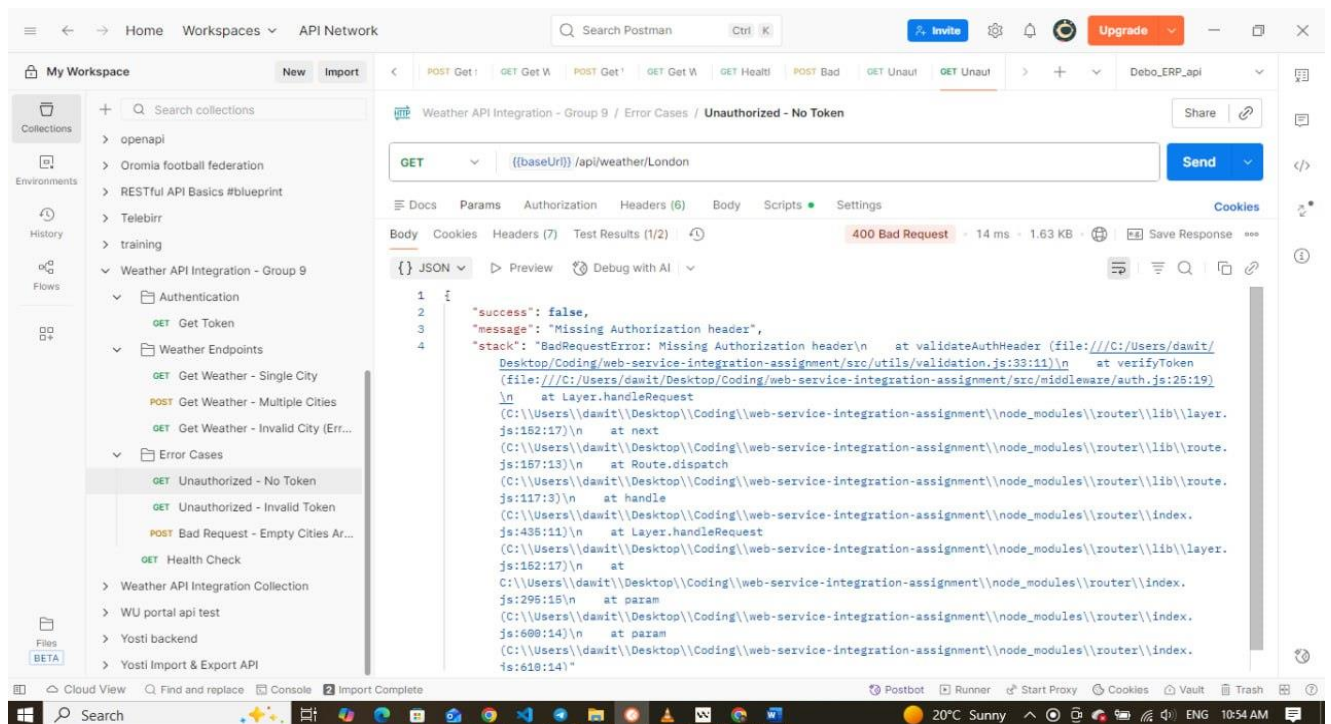 Home Workspaces API Network Search Postman Ctrl K Invite Upgrade
My Workspace New Import POST Get GET Get W POST Get GET Get W GET Healtl POST Bad GET Unaut GET Unaut Debo_ERP_api
Collections
Environments
History
Flows
Files
BETA
Search collections
openapi
Oromia football federation
RESTful API Basics #blueprint
Telebirr
training
Weather API Integration - Group 9
Authentication
GET Get Token
Weather Endpoints
GET Get Weather - Single City
POST Get Weather - Multiple Cities
GET Get Weather - Invalid City (Err...
Error Cases
GET Unauthorized - No Token
GET Unauthorized - Invalid Token
POST Bad Request - Empty Cities Ar...
GET Health Check
Weather API Integration Collection
WU portal api test
Yosti backend
Yosti Import & Export API
HTTP Weather API Integration - Group 9 / Error Cases / Unauthorized - No Token Share
GET {{baseUrl}} /api/weather/London Send
Docs Params Authorization Headers (6) Body Scripts Settings Cookies
Body Cookies Headers (7) Test Results (1/2) 400 Bad Request 14 ms 1.63 KB Save Response
{} JSON Preview Debug with AI
1 {
2 "success": false,
3 "message": "Missing Authorization header",
4 "stack": "BadRequestError: Missing Authorization header\n at validateAuthHeader (file:///C:/Users/dawit/
Desktop/Coding/web-service-integration-assignment/src/utils/validation.js:33:11)\n at verifyToken
(file:///C:/Users/dawit/Desktop/Coding/web-service-integration-assignment/src/middleware/auth.js:25:19)
\n at Layer.handleRequest
(C:\\Users\\dawit\\Desktop\\Coding\\web-service-integration-assignment\\node_modules\\router\\lib\\layer.
js:152:17)\n at next
(C:\\Users\\dawit\\Desktop\\Coding\\web-service-integration-assignment\\node_modules\\router\\lib\\route.
js:157:13)\n at Route.dispatch
(C:\\Users\\dawit\\Desktop\\Coding\\web-service-integration-assignment\\node_modules\\router\\lib\\route.
js:117:3)\n at handle
(C:\\Users\\dawit\\Desktop\\Coding\\web-service-integration-assignment\\node_modules\\router\\index.
js:435:11)\n at Layer.handleRequest
(C:\\Users\\dawit\\Desktop\\Coding\\web-service-integration-assignment\\node_modules\\router\\lib\\layer.
js:152:17)\n at
C:\\Users\\dawit\\Desktop\\Coding\\web-service-integration-assignment\\node_modules\\router\\index.
js:295:15\n at param
(C:\\Users\\dawit\\Desktop\\Coding\\web-service-integration-assignment\\node_modules\\router\\index.
js:600:14)\n at param
(C:\\Users\\dawit\\Desktop\\Coding\\web-service-integration-assignment\\node_modules\\router\\index.
js:610:14)"
Cloud View Find and replace Console 2 Import Complete Postbot Runner Start Proxy Cookies Vault Trash
Search 20°C Sunny ENG 10:54 AM